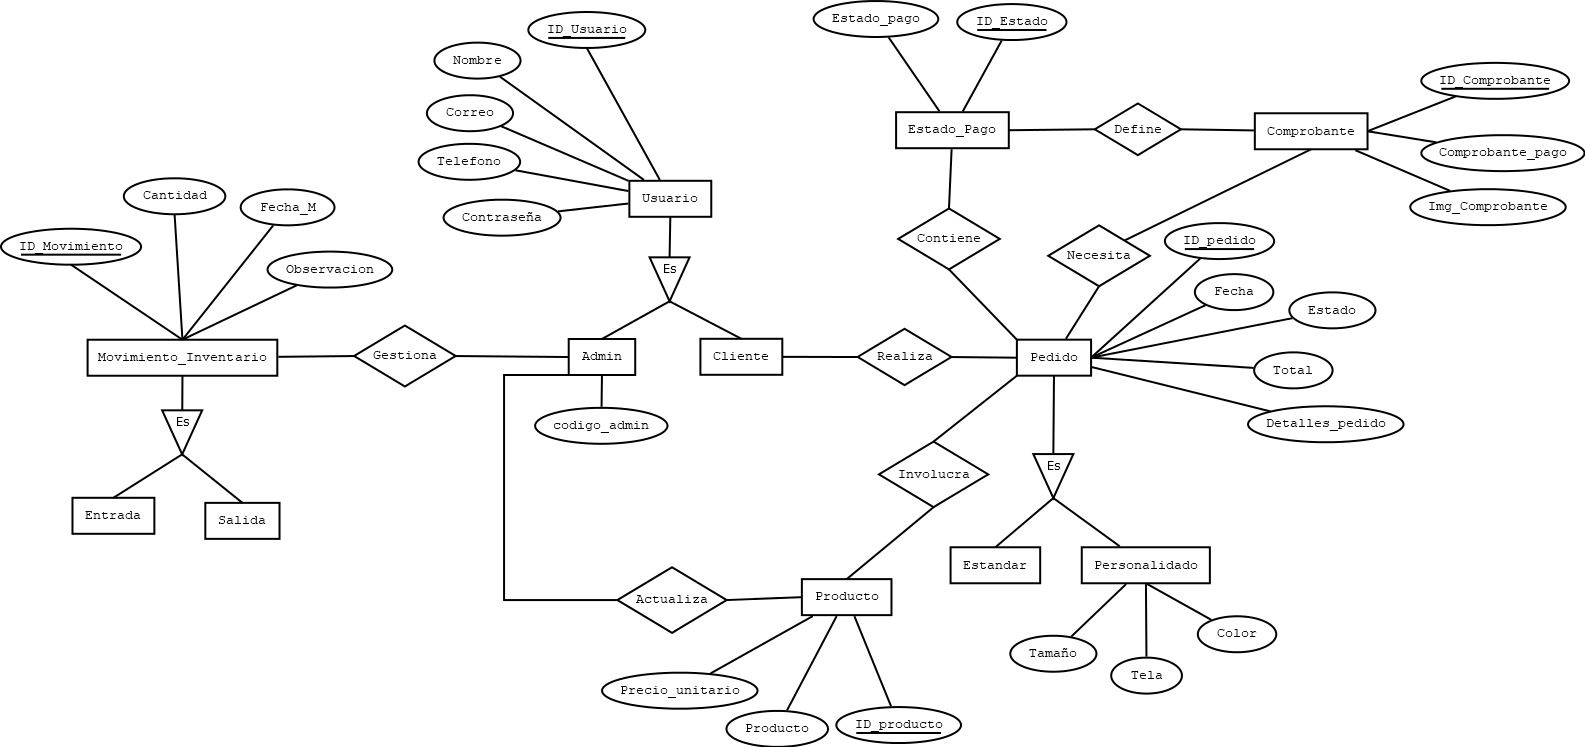 Estado_pago
ID_Estado
ID_Usuario
Nombre
ID_Comprobante
Correo
Estado_Pago
Define
Comprobante
Comprobante_pago
Telefono
Usuario
Img_Comprobante
Cantidad
Fecha_M
Contraseña
Contiene
ID_pedido
ID_Movimiento
Necesita
Observacion
Es
Fecha
Estado
Movimiento_Inventario
Gestiona
Admin
Cliente
Realiza
Pedido
Total
Es
codigo_admin
Detalles_pedido
Involucra
Es
Entrada
Salida
Estandar
Personalidado
Actualiza
Producto
Color
Tamaño
Tela
Precio_unitario
Producto
ID_producto